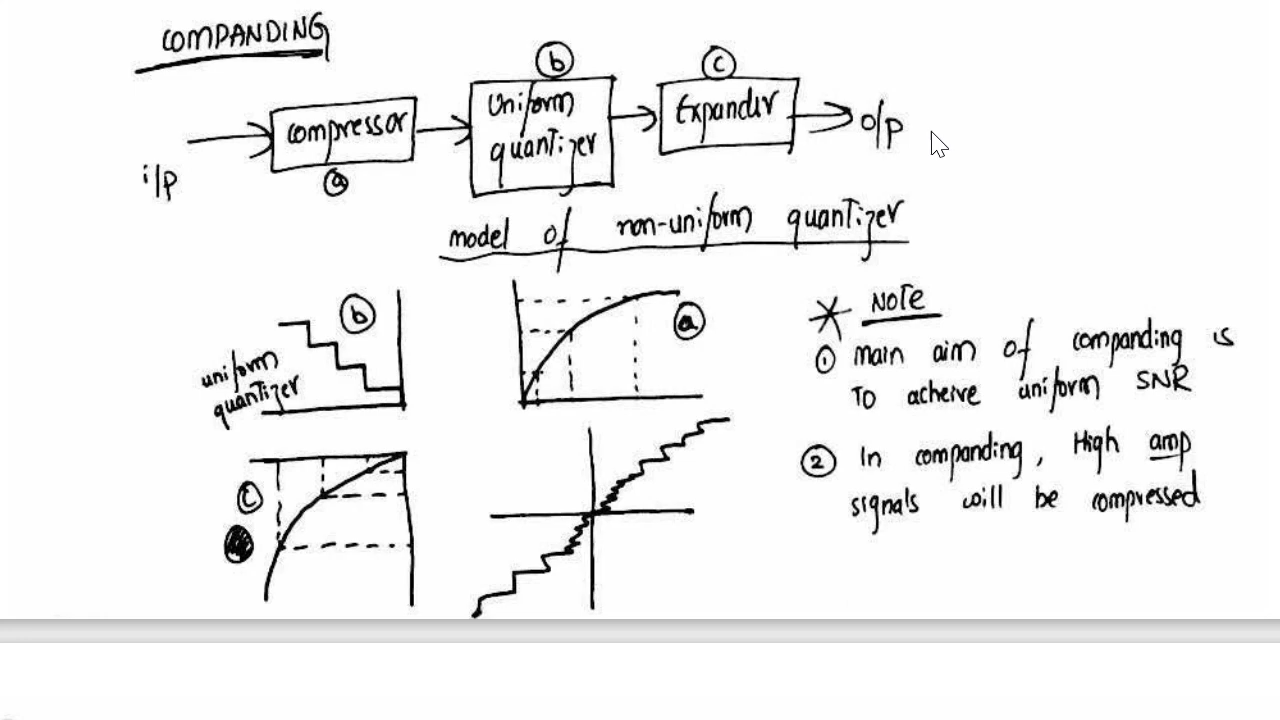 COMPANDING
i/p
compressor
(a)
(b)
Uniform
quantizer
(c)
Expander
o/p
model of non-uniform quantizer
(b)
uniform
quantizer
(a)
(c)
* NOTE
(1) main aim of companding is
TO acheive uniform SNR
(2) In companding, High amp
signals will be compressed